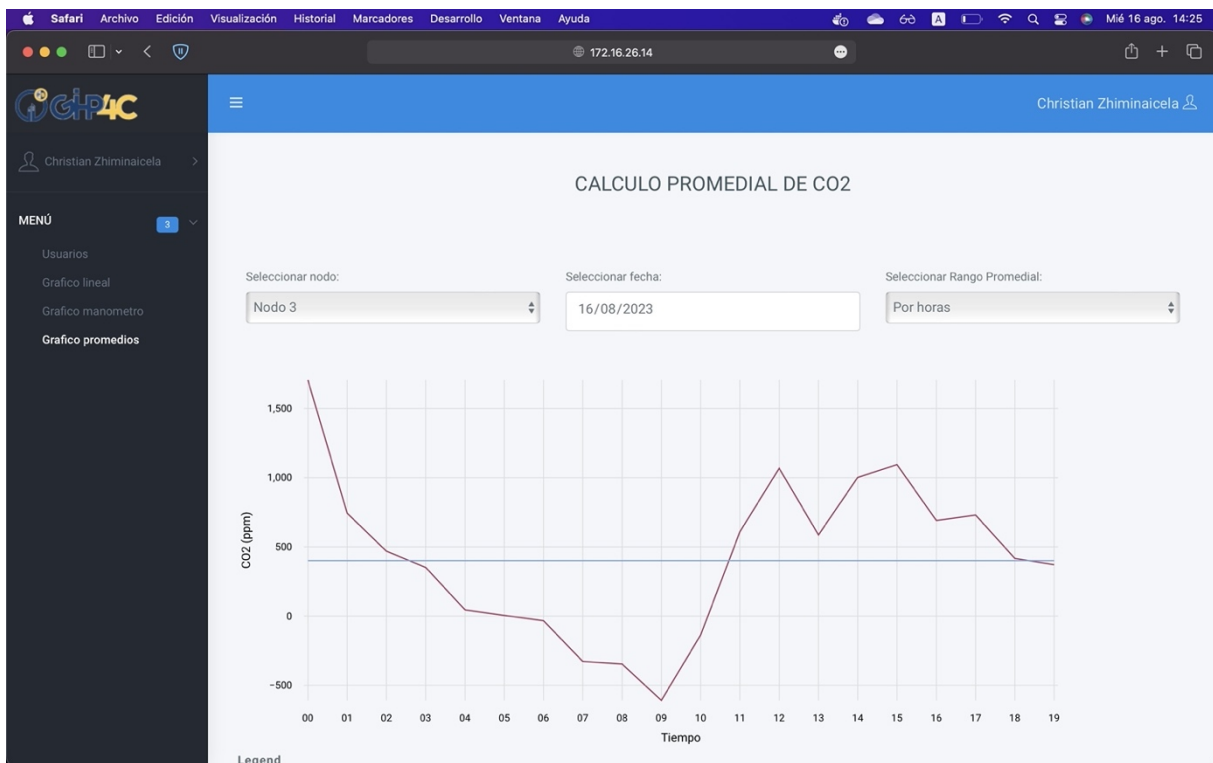 Safari Archivo Edición Visualización Historial Marcadores Desarrollo Ventana Ayuda A Mié 16 ago. 14:25
172.16.26.14
GIHP4C
Christian Zhiminaicela
Christian Zhiminaicela
MENÚ 3
Usuarios
Grafico lineal
Grafico manometro
Grafico promedios
CALCULO PROMEDIAL DE CO2
Seleccionar nodo: Seleccionar fecha: Seleccionar Rango Promedial:
Nodo 3 16/08/2023 Por horas
CO2 (ppm)
1,500
1,000
500
0
−500
00 01 02 03 04 05 06 07 08 09 10 11 12 13 14 15 16 17 18 19
Tiempo
Legend